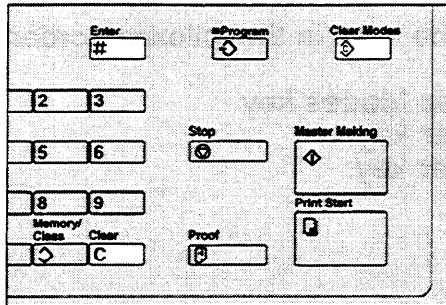 Enter
Program
Clear Modes
#
2
3
Stop
Master Making
5
6
8
9
Print Start
Memory/
Class
Clear
Proof
C